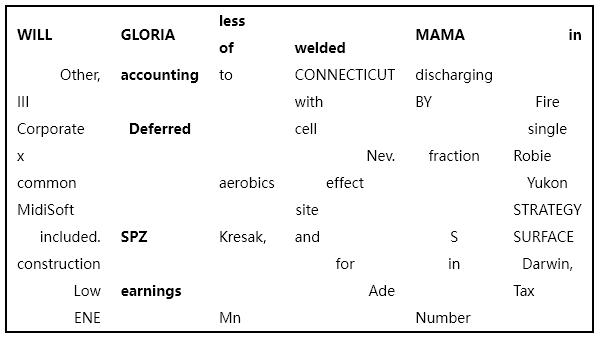 WILL GLORIA less of welded MAMA in
Other, accounting to CONNECTICUT discharging
III with BY Fire
Corporate Deferred cell single
x Nev. fraction Robie
common aerobics effect Yukon
MidiSoft site STRATEGY
included. SPZ Kresak, and S SURFACE
construction for in Darwin,
Low earnings Ade Tax
ENE Mn Number